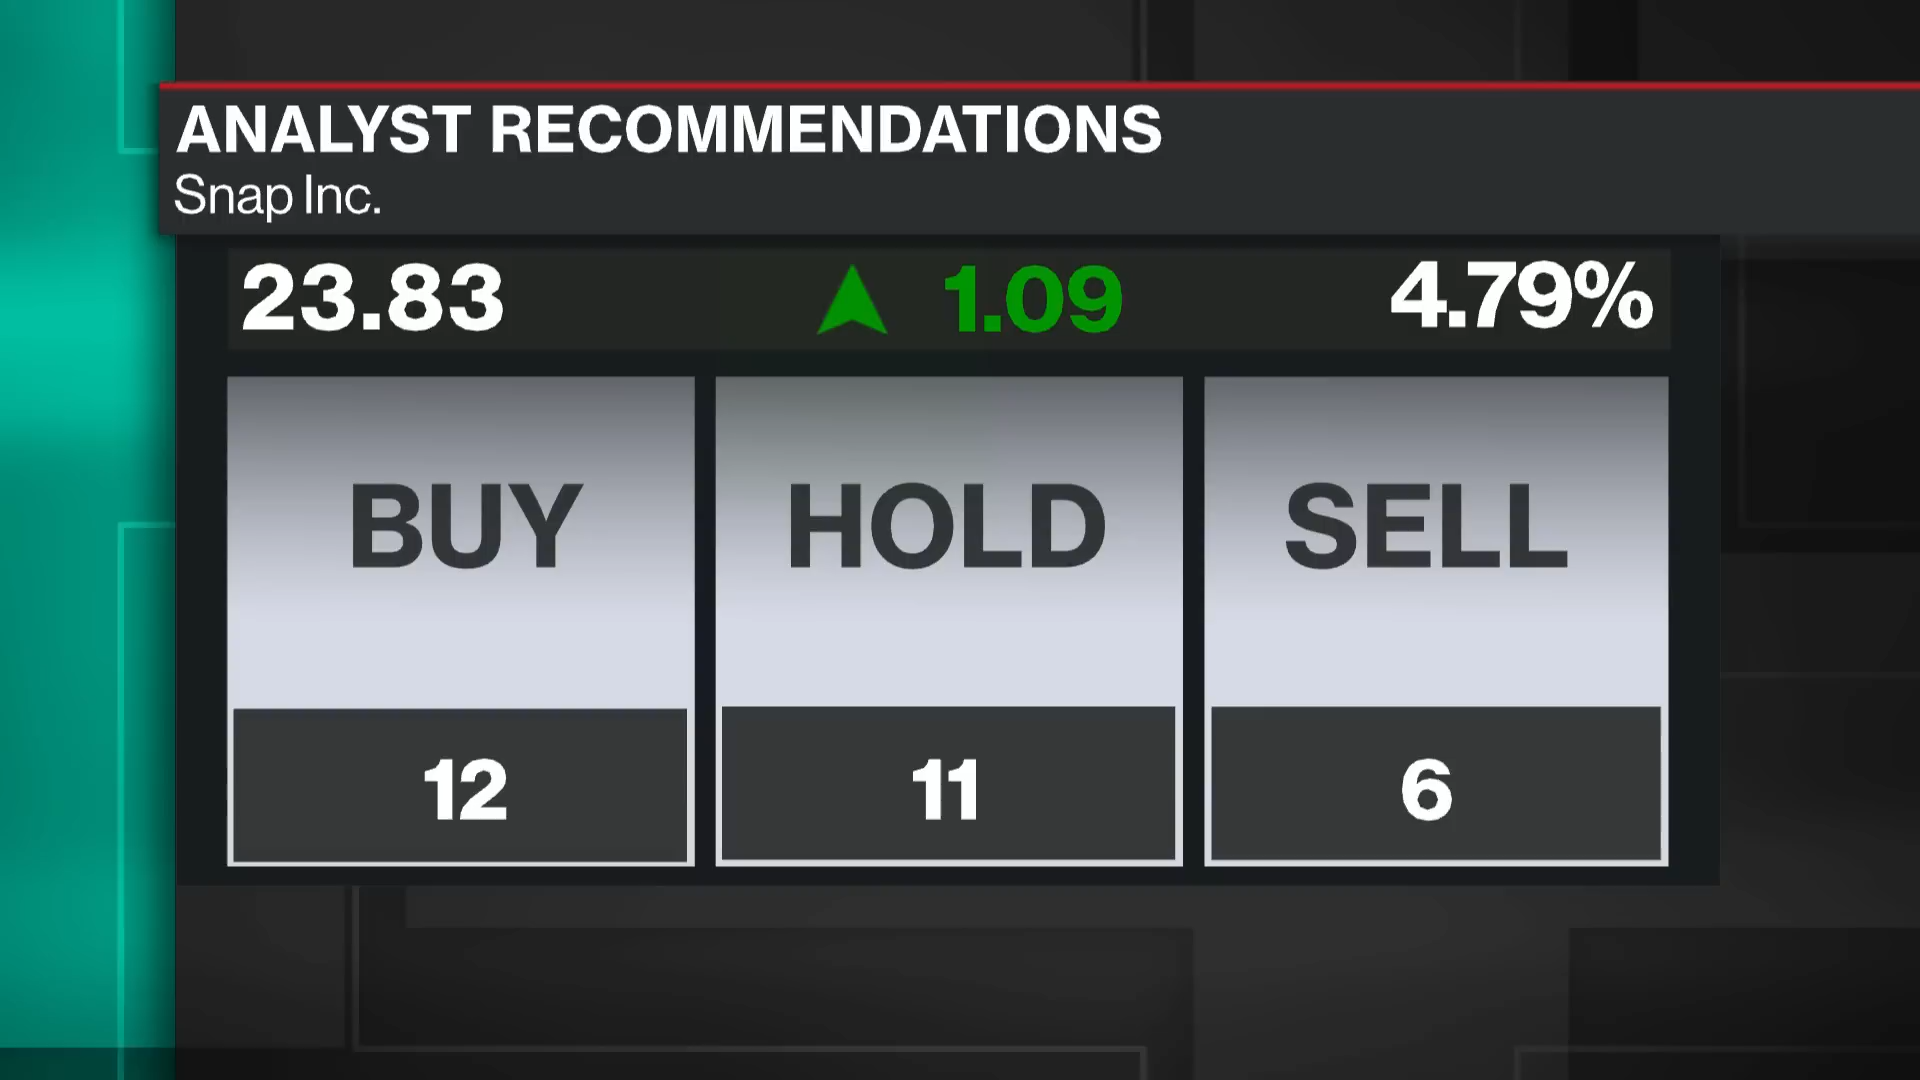 ANALYST RECOMMENDATIONS
Snap Inc.
23.83 ▲ 1.09 4.79%
BUY HOLD SELL
12 11 6